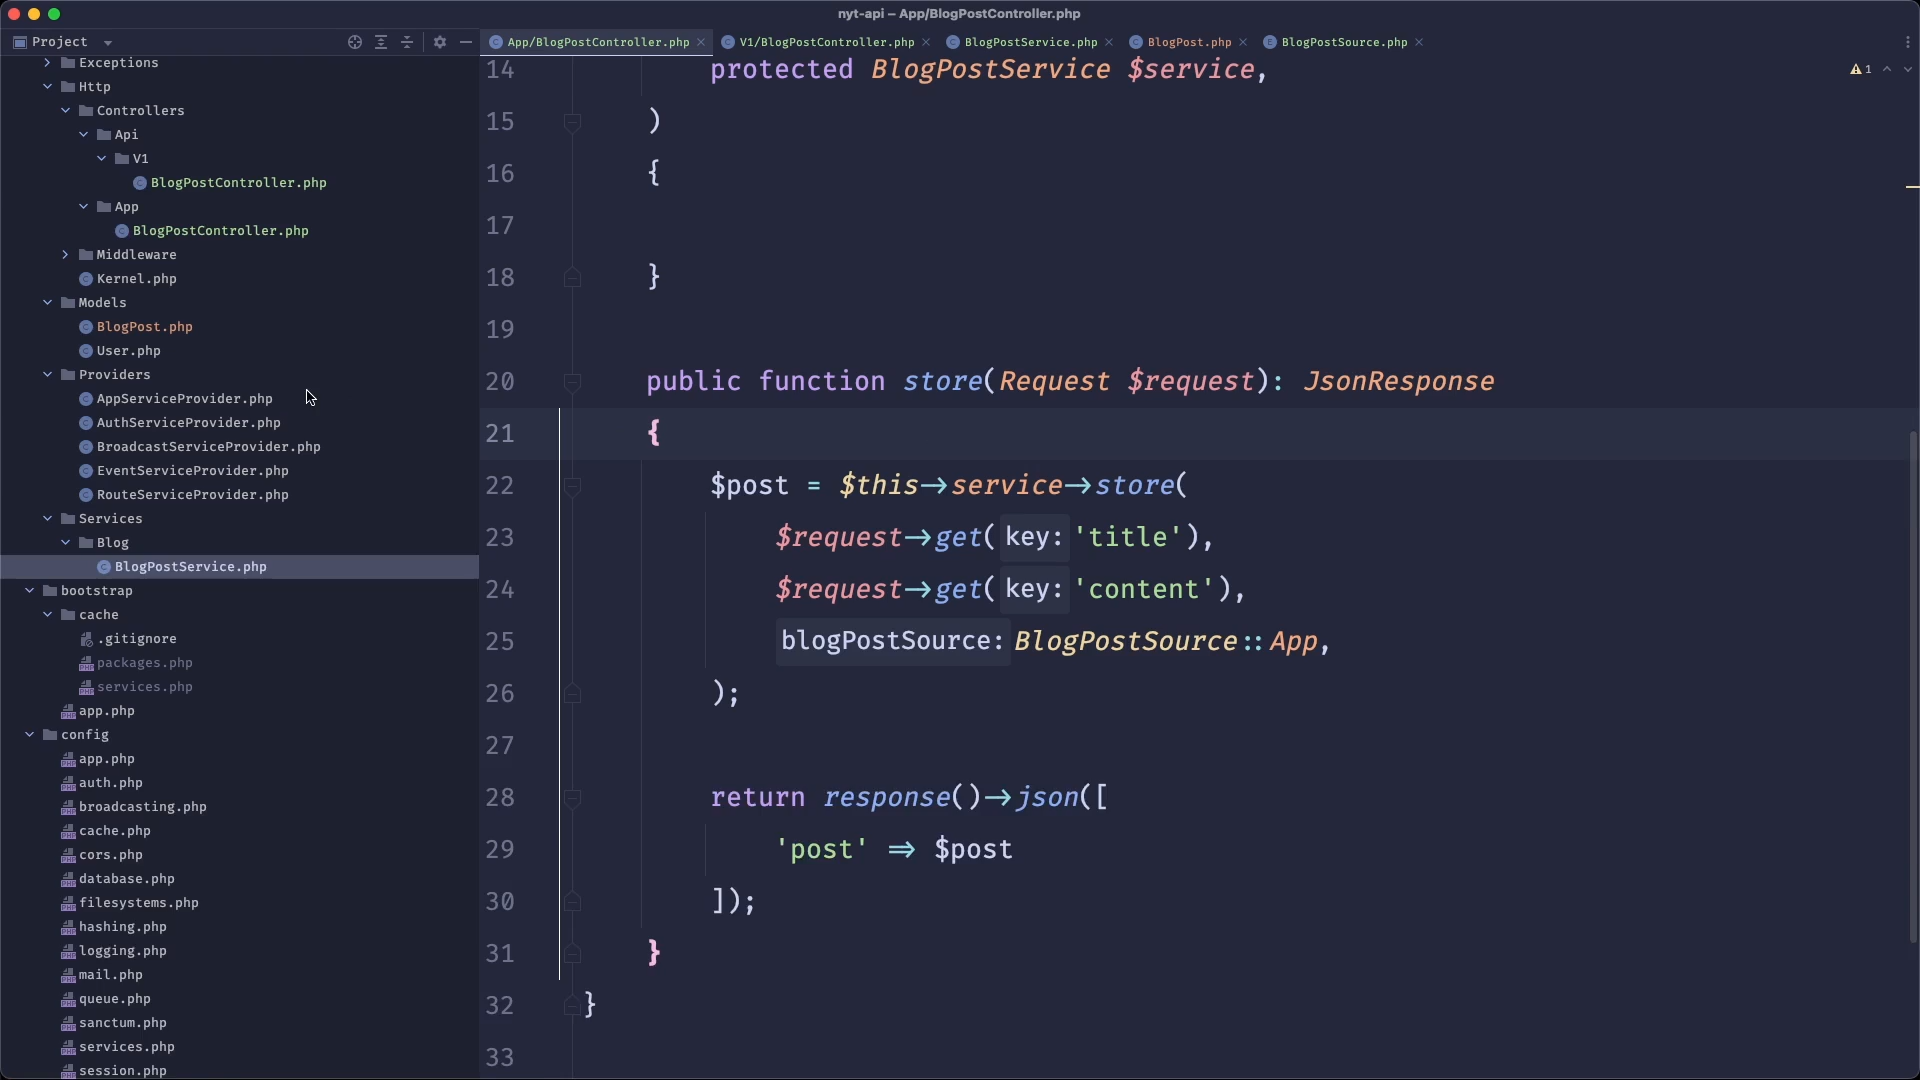 nyt-api – App/BlogPostController.php
Project
App/BlogPostController.php
V1/BlogPostController.php
BlogPostService.php
BlogPost.php
BlogPostSource.php
Exceptions
Http
Controllers
Api
V1
BlogPostController.php
App
BlogPostController.php
Middleware
Kernel.php
Models
BlogPost.php
User.php
Providers
AppServiceProvider.php
AuthServiceProvider.php
BroadcastServiceProvider.php
EventServiceProvider.php
RouteServiceProvider.php
Services
Blog
BlogPostService.php
bootstrap
cache
.gitignore
packages.php
services.php
app.php
config
app.php
auth.php
broadcasting.php
cache.php
cors.php
database.php
filesystems.php
hashing.php
logging.php
mail.php
queue.php
sanctum.php
services.php
session.php
1
14 protected BlogPostService $service,
15 )
16 {
17
18 }
19
20 public function store(Request $request): JsonResponse
21 {
22 $post = $this->service->store(
23 $request->get( key: 'title'),
24 $request->get( key: 'content'),
25 blogPostSource: BlogPostSource::App,
26 );
27
28 return response()->json([
29 'post' => $post
30 ]);
31 }
32 }
33